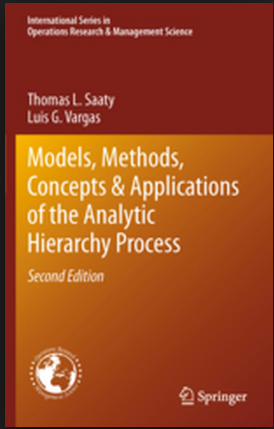 International Series in
Operations Research & Management Science
Thomas L. Saaty
Luis G. Vargas
Models, Methods,
Concepts & Applications
of the Analytic
Hierarchy Process
Second Edition
Springer